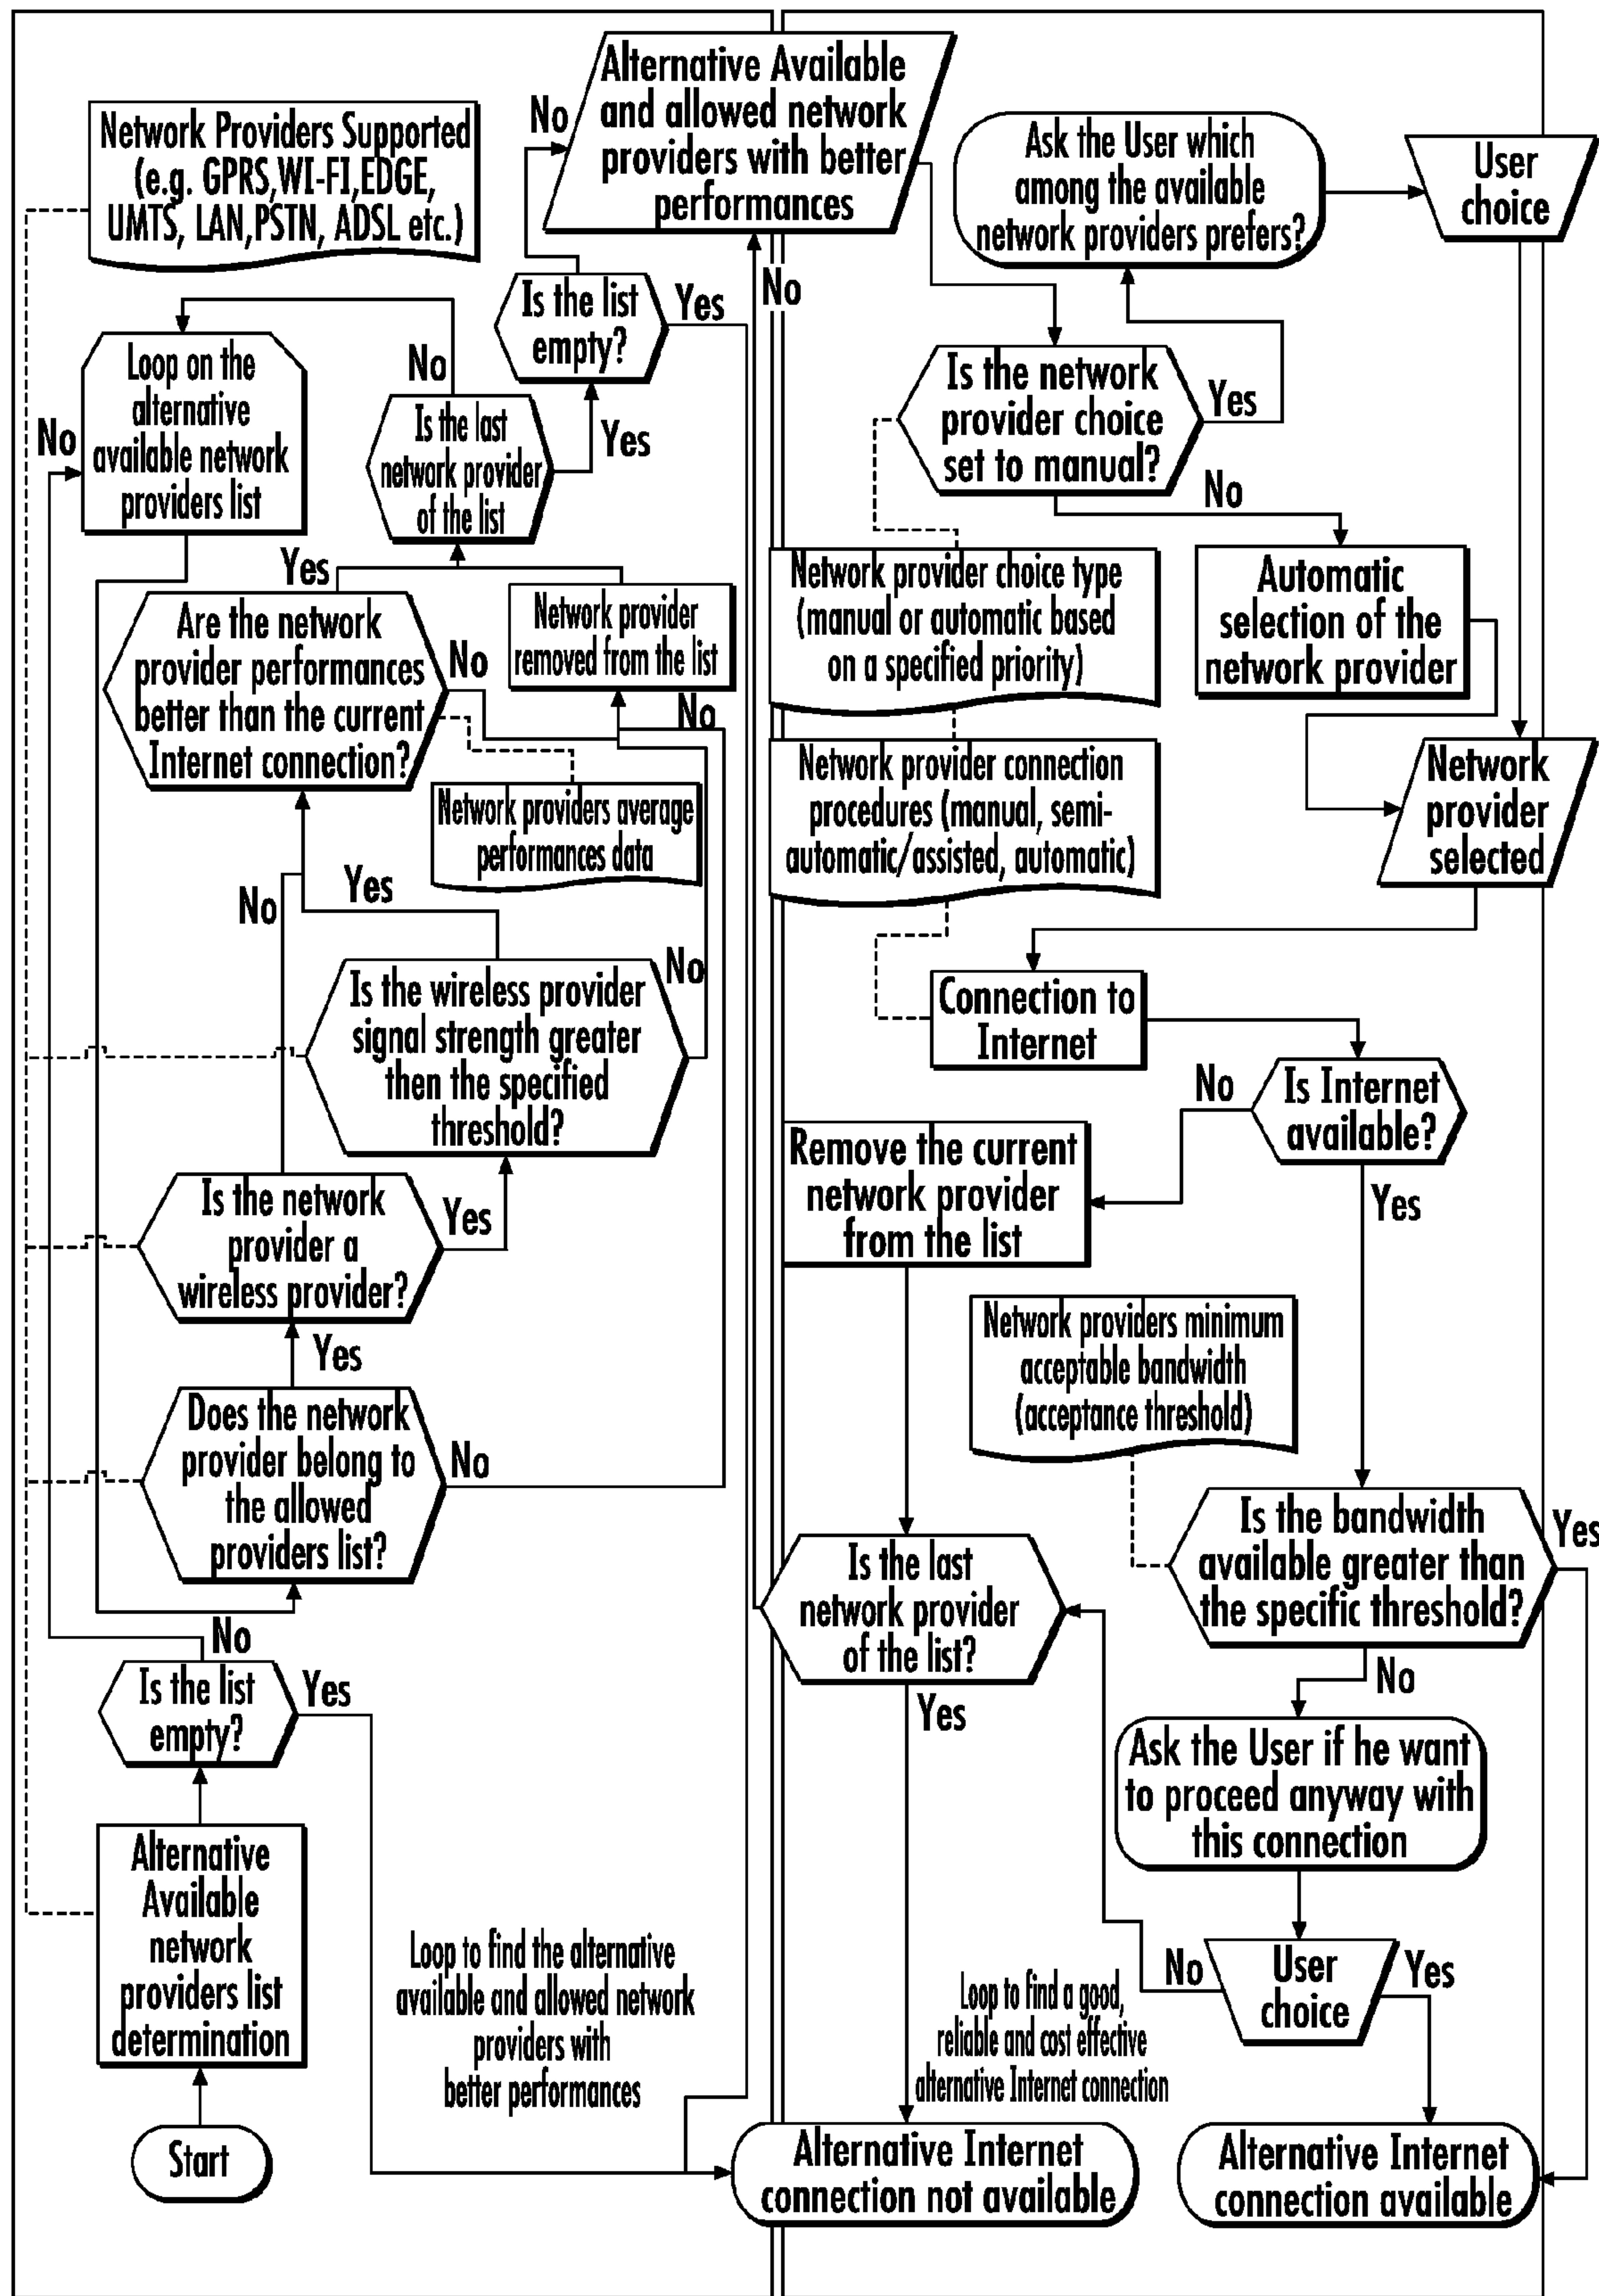 Alternative Available
and allowed network
providers with better
performances
No
Network Providers Supported
(e.g. GPRS,WI-FI,EDGE,
UMTS, LAN,PSTN, ADSL etc.)
Ask the User which
among the available
network providers prefers?
User
choice
Is the list
empty?
Yes
No
Loop on the
alternative
available network
providers list
No
No
Is the last
network provider
of the list
Yes
Is the network
provider choice
set to manual?
Yes
No
Yes
Are the network
provider performances
better than the current
Internet connection?
No
Network provider
removed from the list
No
Network provider choice type
(manual or automatic based
on a specified priority)
Automatic
selection of the
network provider
Network providers average
performances data
Network provider connection
procedures (manual, semi-
automatic/assisted, automatic)
Network
provider
selected
No
Yes
Is the wireless provider
signal strength greater
then the specified
threshold?
No
Connection to
Internet
No
Is Internet
available?
Yes
Remove the current
network provider
from the list
Is the network
provider a
wireless provider?
Yes
Yes
Network providers minimum
acceptable bandwidth
(acceptance threshold)
Does the network
provider belong to
the allowed
providers list?
No
Is the bandwidth
available greater than
the specific threshold?
Yes
No
Is the last
network provider
of the list?
Yes
No
Is the list
empty?
Yes
Ask the User if he want
to proceed anyway with
this connection
Alternative
Available
network
providers list
determination
Loop to find the alternative
available and allowed network
providers with
better performances
No
User
choice
Yes
Loop to find a good,
reliable and cost effective
alternative Internet connection
Start
Alternative Internet
connection not available
Alternative Internet
connection available